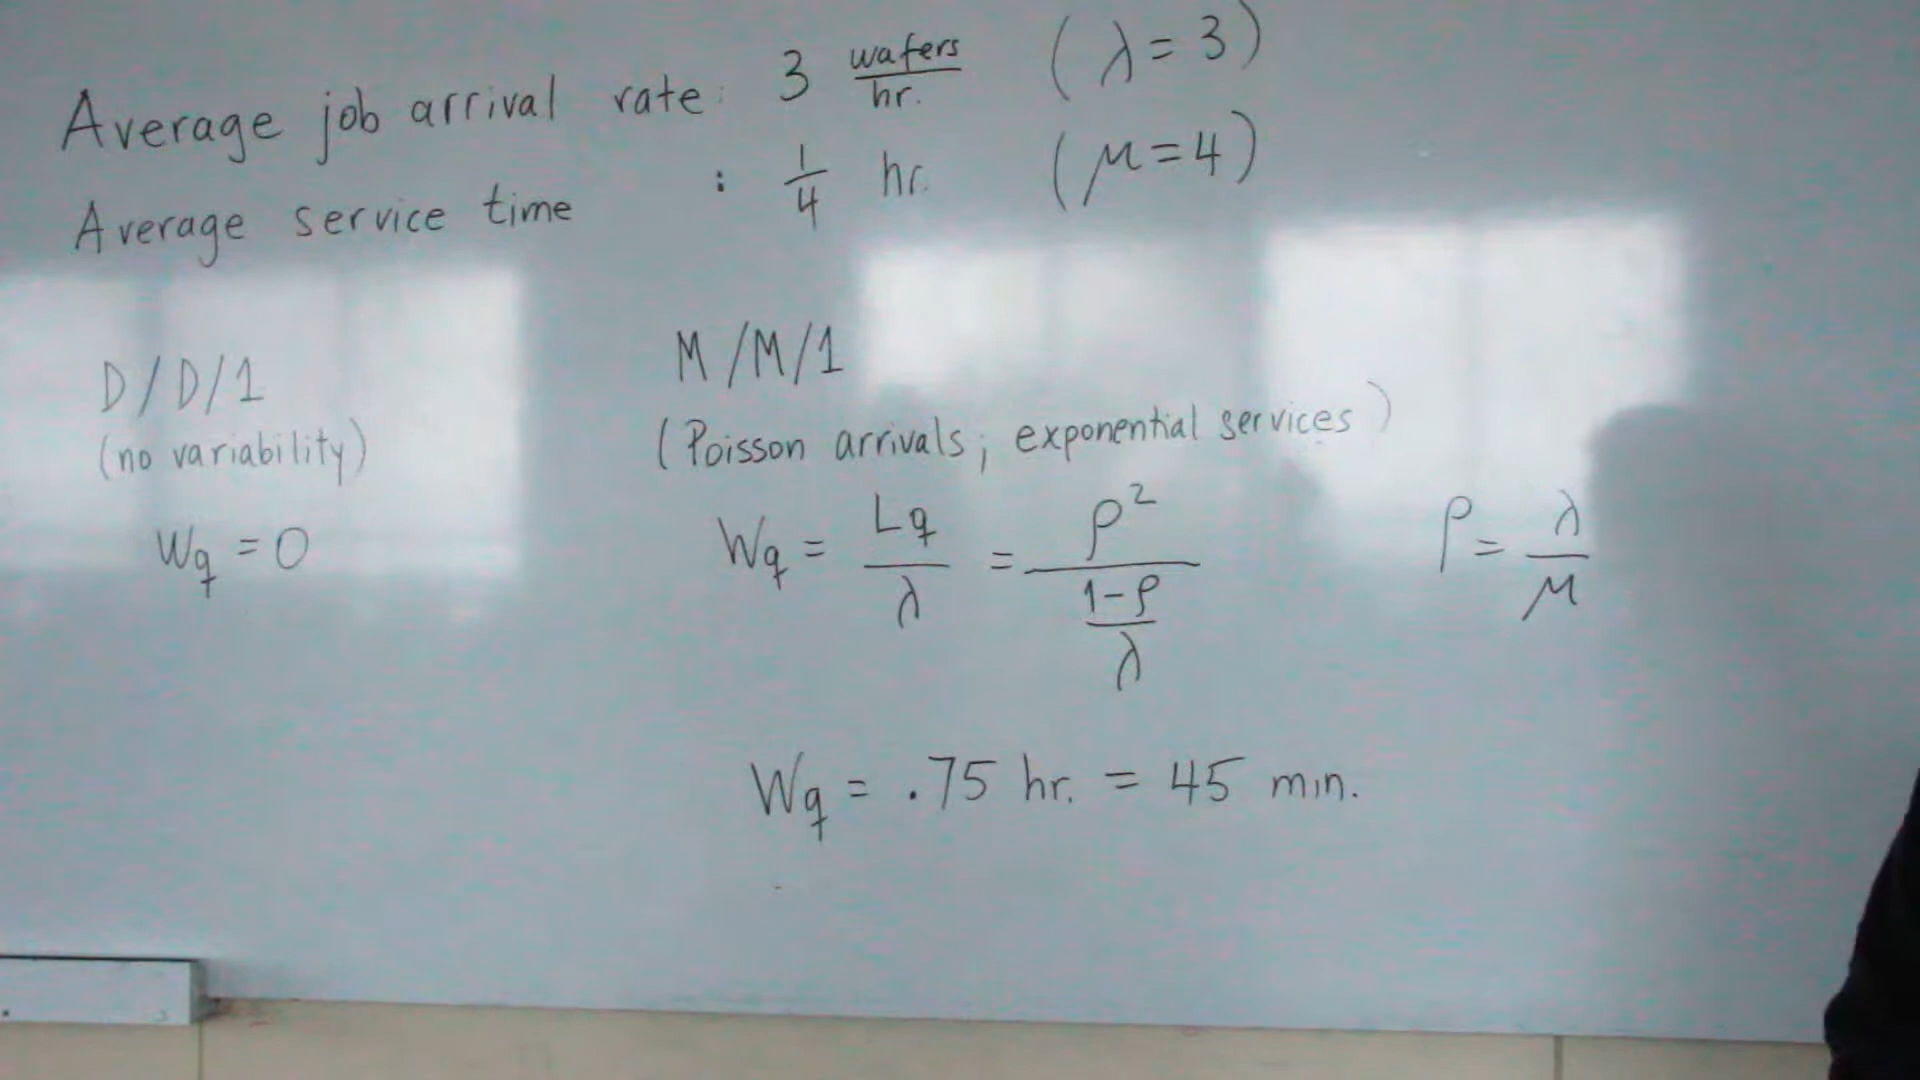 Average job arrival rate: 3 wafers/hr. (λ=3)
Average service time : 1/4 hr. (μ=4)
D/D/1
(no variability)
Wq = 0
M/M/1
(Poisson arrivals; exponential services)
Wq = Lq/λ = ρ²/((1-ρ)/λ)
ρ = λ/μ
Wq = .75 hr. = 45 min.